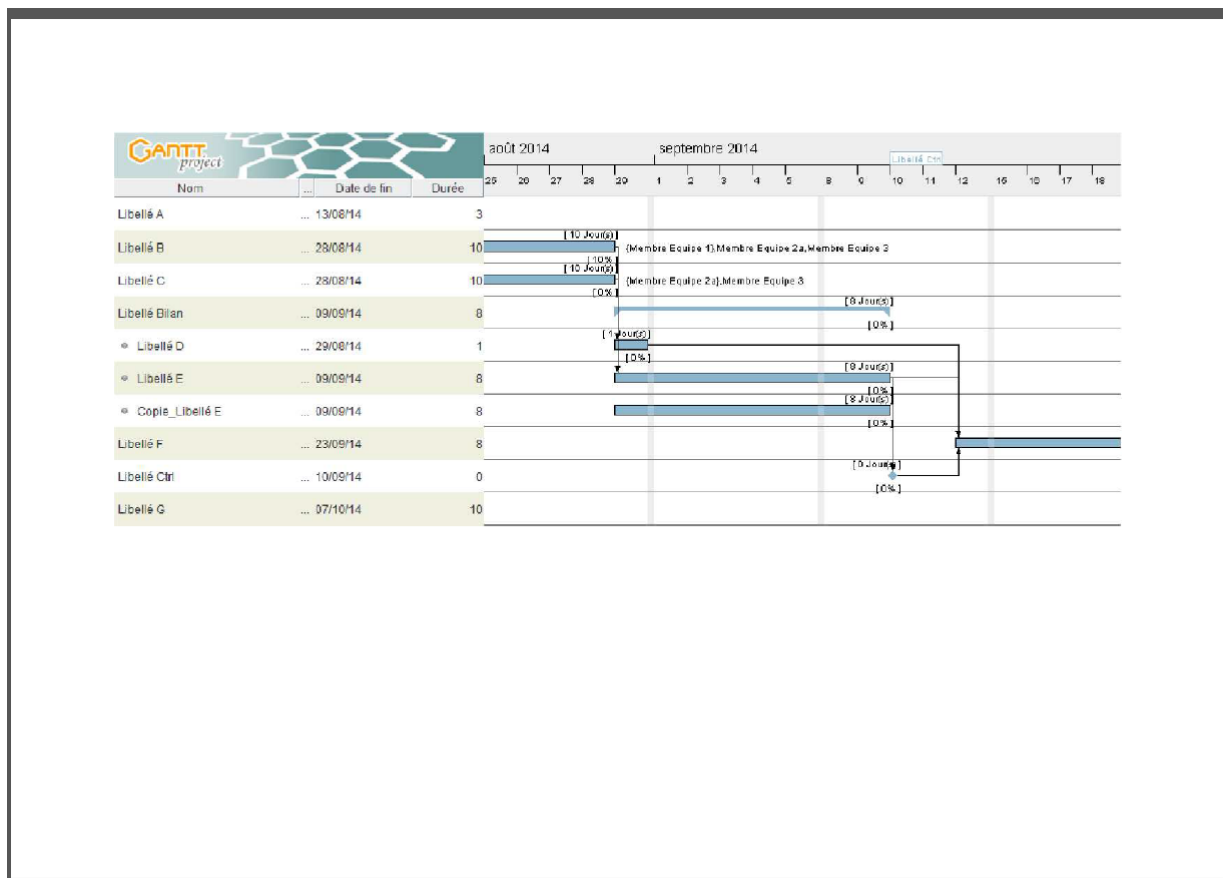 GANTT project
août 2014 septembre 2014
Nom ... Date de fin Durée
25 26 27 28 29 1 2 3 4 5 8 9 10 11 12 15 16 17 18
Libellé A ... 13/08/14 3
[10 Jour(s)]
Libellé B ... 28/08/14 10 {Membre Equipe 1},Membre Equipe 2a,Membre Equipe 3
[10%]
[10 Jour(s)]
Libellé C ... 28/08/14 10 {Membre Equipe 2a},Membre Equipe 3
[0%]
[8 Jour(s)]
Libellé Bilan ... 09/09/14 8
[0%]
[1 Jour(s)]
Libellé D ... 29/08/14 1
[0%]
[8 Jour(s)]
Libellé E ... 09/09/14 8
[0%]
[8 Jour(s)]
Copie_Libellé E ... 09/09/14 8
[0%]
Libellé F ... 23/09/14 8
[0 Jour(s)]
Libellé Ctrl ... 10/09/14 0
[0%]
Libellé G ... 07/10/14 10